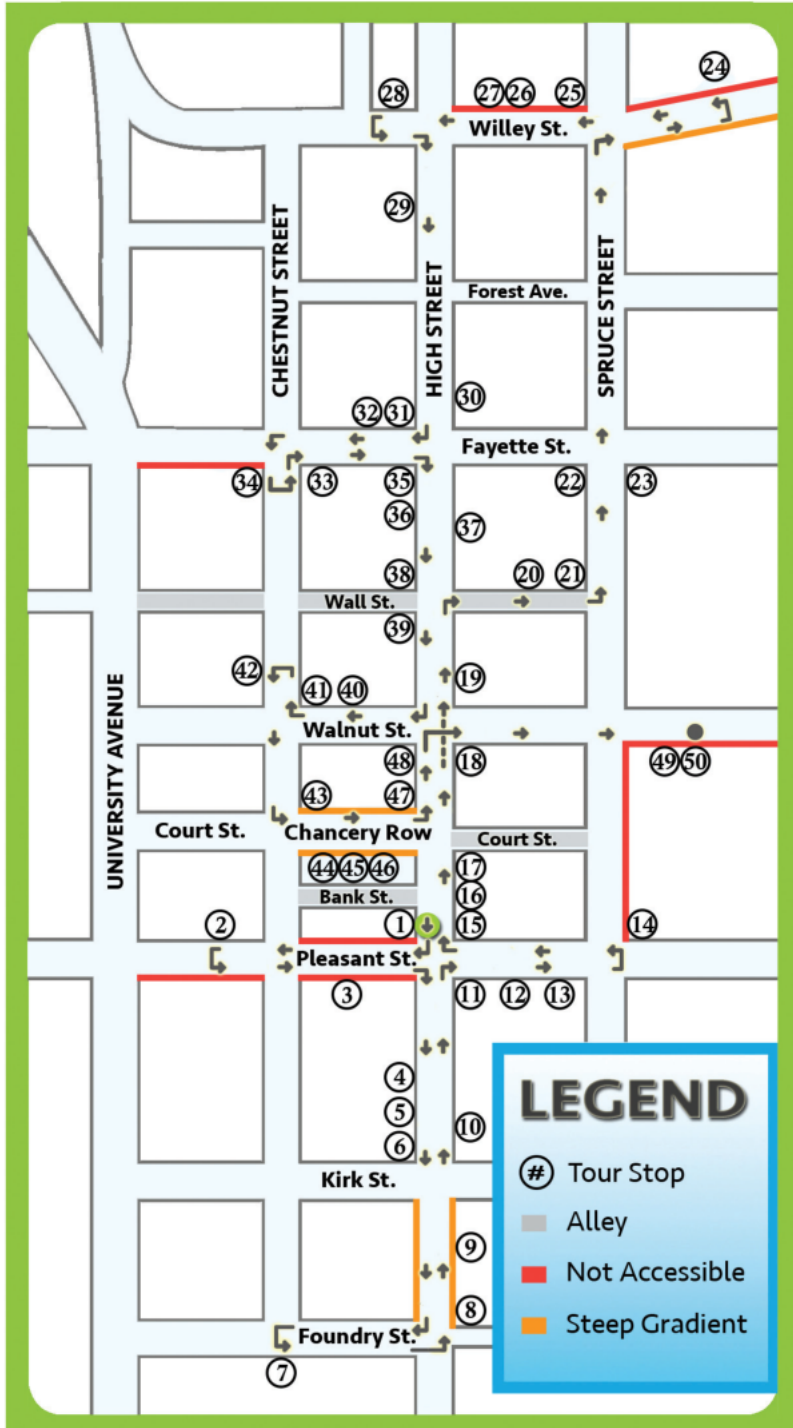 24
28
27 26 25
Willey St.
29
CHESTNUT STREET
HIGH STREET
SPRUCE STREET
Forest Ave.
30
32 31
Fayette St.
34
33
35
22
23
36
37
38
20
21
Wall St.
39
42
19
41 40
UNIVERSITY AVENUE
Walnut St.
48
18
49 50
43
47
Court St.
Chancery Row
Court St.
44 45 46
17
Bank St.
16
2
1
15
14
Pleasant St.
3
11
12
13
4
5
6
10
Kirk St.
9
8
Foundry St.
7
LEGEND
# Tour Stop
Alley
Not Accessible
Steep Gradient